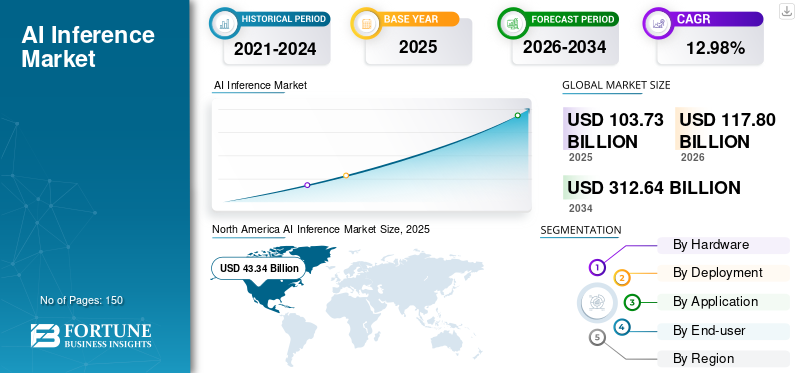 AI Inference
Market
HISTORICAL PERIOD
2021-2024
BASE YEAR
2025
FORECAST PERIOD
2026-2034
CAGR
12.98%
AI Inference Market
GLOBAL MARKET SIZE
USD 103.73
BILLION
2025
USD 117.80
BILLION
2026
USD 312.64 BILLION
2034
North America AI Inference Market Size, 2025
USD 43.34 Billion
SEGMENTATION
1
By Hardware
2
By Deployment
3
By Application
4
By End-user
5
By Region
No of Pages: 150
FORTUNE
BUSINESS INSIGHTS